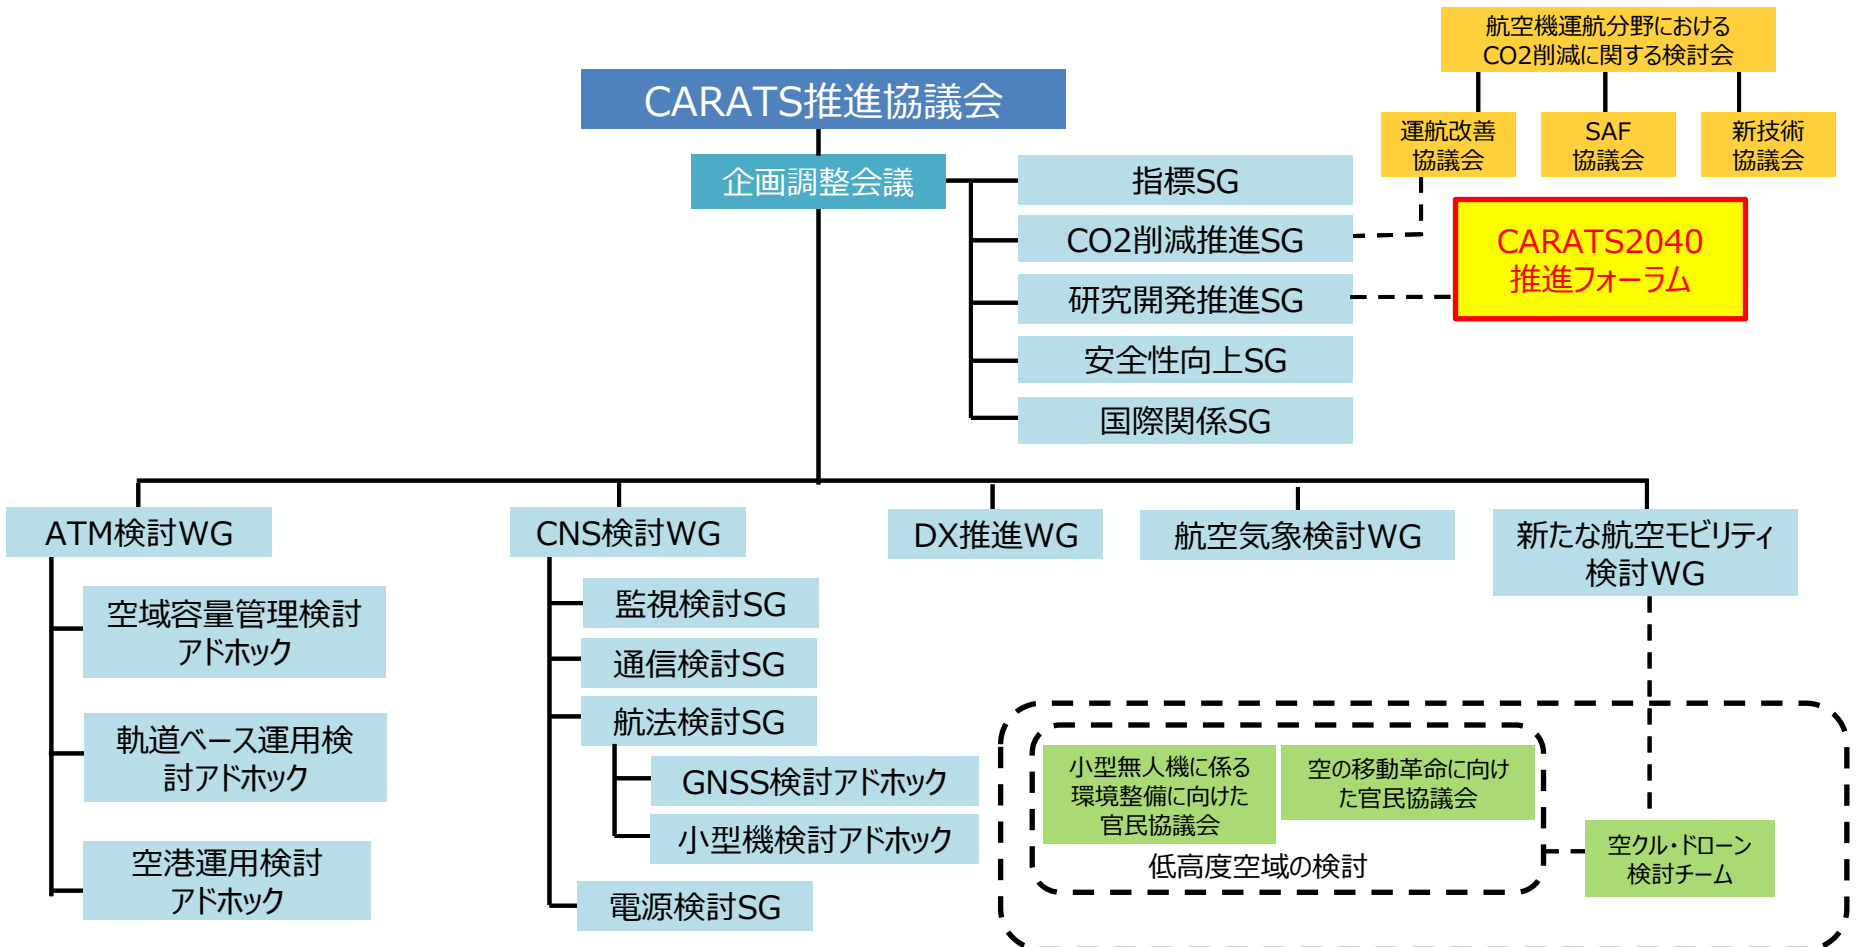 航空機運航分野における
CO2削減に関する検討会
CARATS推進協議会
運航改善
協議会
SAF
協議会
新技術
協議会
企画調整会議
指標SG
CO2削減推進SG
研究開発推進SG
安全性向上SG
国際関係SG
CARATS2040
推進フォーラム
ATM検討WG
空域容量管理検討
アドホック
軌道ベース運用検
討アドホック
空港運用検討
アドホック
CNS検討WG
監視検討SG
通信検討SG
航法検討SG
GNSS検討アドホック
小型機検討アドホック
電源検討SG
DX推進WG
航空気象検討WG
新たな航空モビリティ
検討WG
小型無人機に係る
環境整備に向けた
官民協議会
空の移動革命に向け
た官民協議会
低高度空域の検討
空クル・ドローン
検討チーム